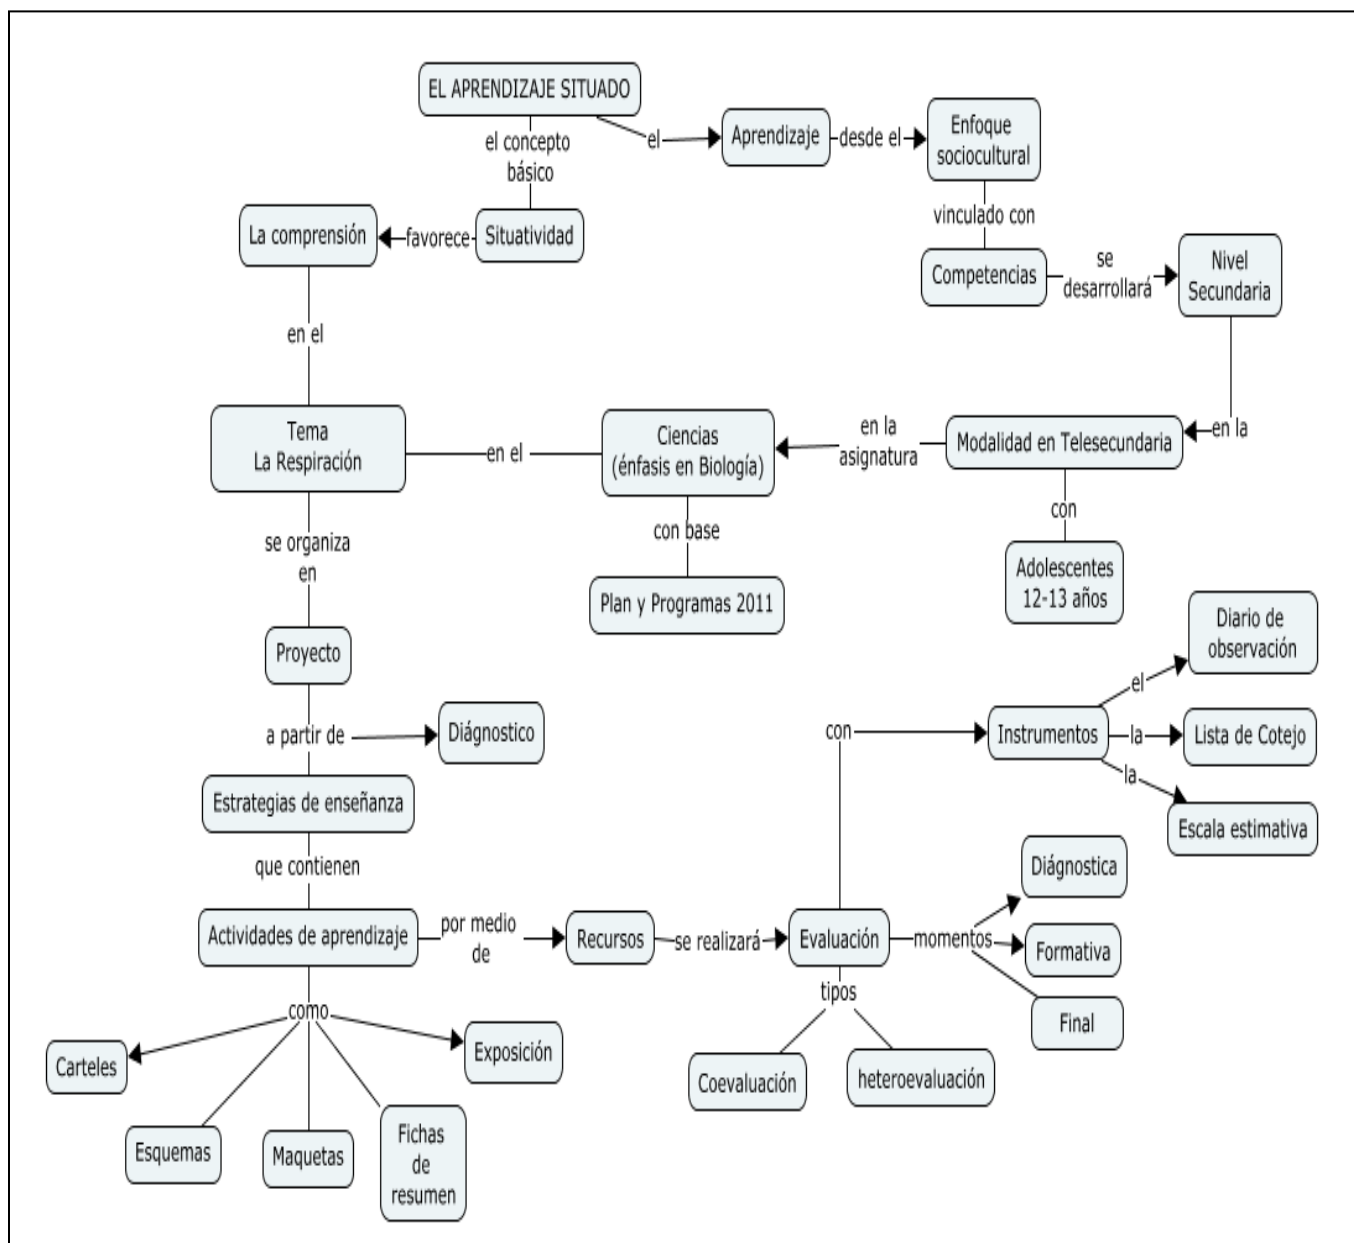 EL APRENDIZAJE SITUADO
el concepto
básico
el
Aprendizaje
desde el
Enfoque
sociocultural
vinculado con
La comprensión
favorece
Situatividad
Competencias
se
desarrollará
Nivel
Secundaria
en el
en la
Tema
La Respiración
en el
Ciencias
(énfasis en Biología)
en la
asignatura
Modalidad en Telesecundaria
con
se organiza
en
con base
Plan y Programas 2011
Adolescentes
12-13 años
Proyecto
a partir de
Diágnostico
Estrategias de enseñanza
que contienen
Actividades de aprendizaje
por medio
de
Recursos
se realizará
Evaluación
con
Instrumentos
el
Diario de
observación
la
Lista de Cotejo
la
Escala estimativa
momentos
Diágnostica
Formativa
Final
tipos
Coevaluación
heteroevaluación
como
Carteles
Esquemas
Maquetas
Fichas
de
resumen
Exposición